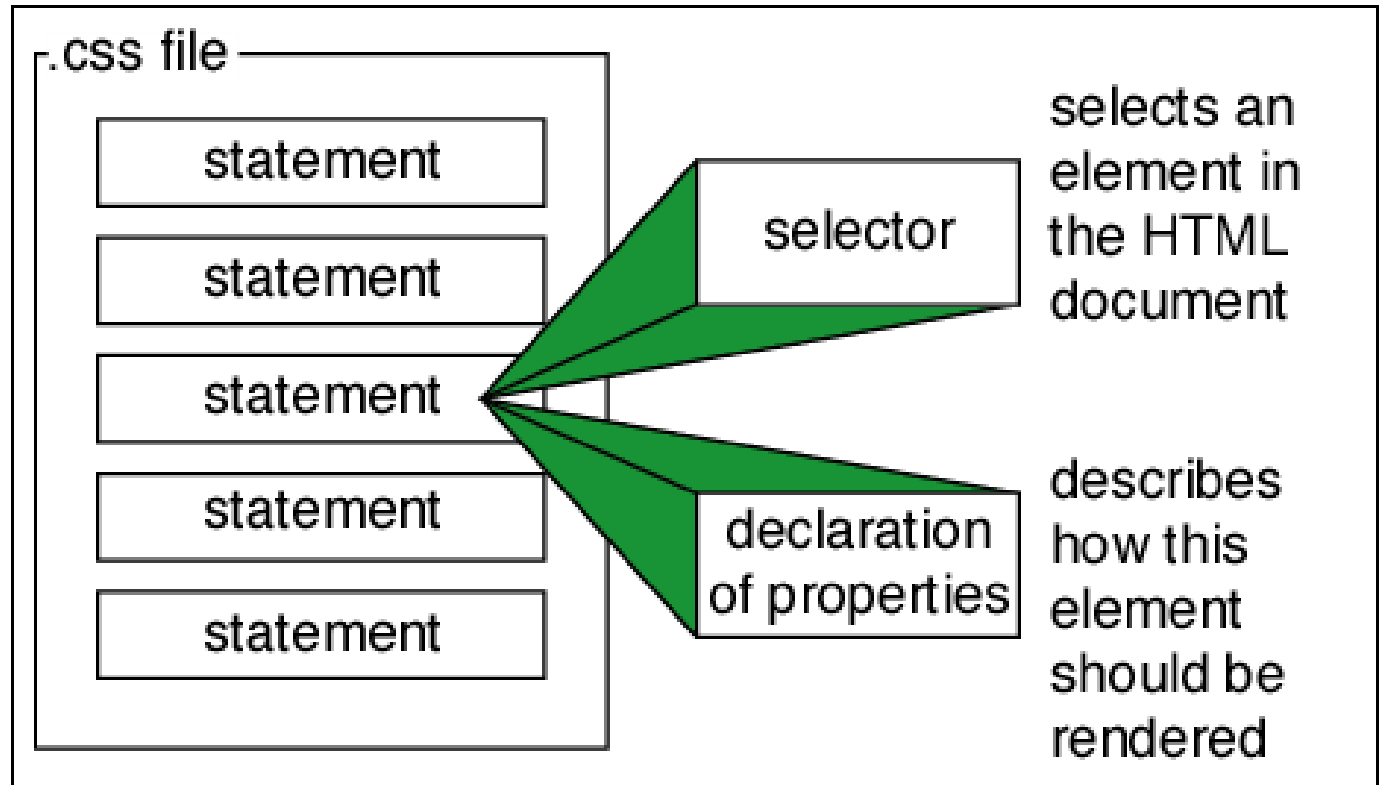 .css file
statement
statement
statement
statement
statement
selector
selects an
element in
the HTML
document
declaration
of properties
describes
how this
element
should be
rendered